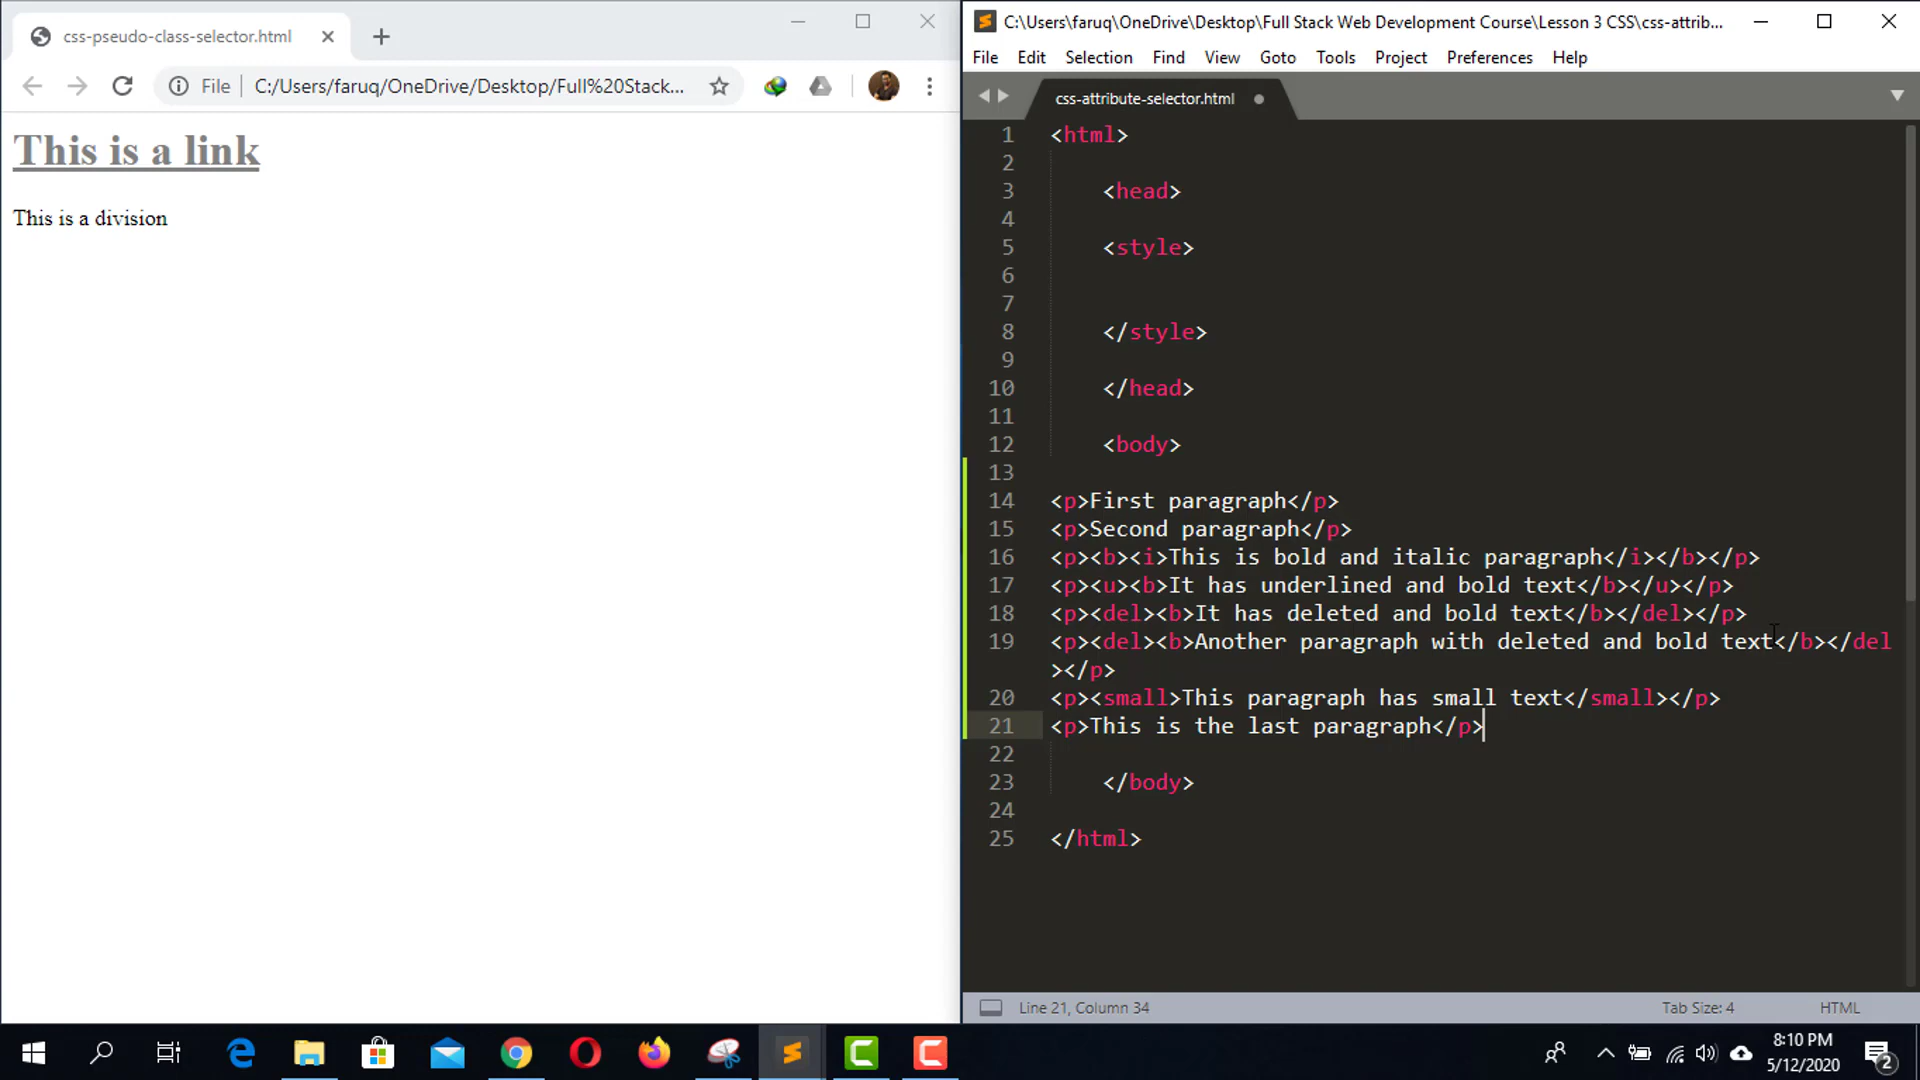 css-pseudo-class-selector.html
File
C:/Users/faruq/OneDrive/Desktop/Full%20Stack...
This is a link
This is a division
C:\Users\faruq\OneDrive\Desktop\Full Stack Web Development Course\Lesson 3 CSS\css-attrib...
File Edit Selection Find View Goto Tools Project Preferences Help
css-attribute-selector.html
1 <html>
2
3 <head>
4
5 <style>
6
7
8 </style>
9
10 </head>
11
12 <body>
13
14 <p>First paragraph</p>
15 <p>Second paragraph</p>
16 <p><b><i>This is bold and italic paragraph</i></b></p>
17 <p><u><b>It has underlined and bold text</b></u></p>
18 <p><del><b>It has deleted and bold text</b></del></p>
19 <p><del><b>Another paragraph with deleted and bold text</b></del
></p>
20 <p><small>This paragraph has small text</small></p>
21 <p>This is the last paragraph</p>
22
23 </body>
24
25 </html>
Line 21, Column 34
Tab Size: 4
HTML
8:10 PM
5/12/2020
2